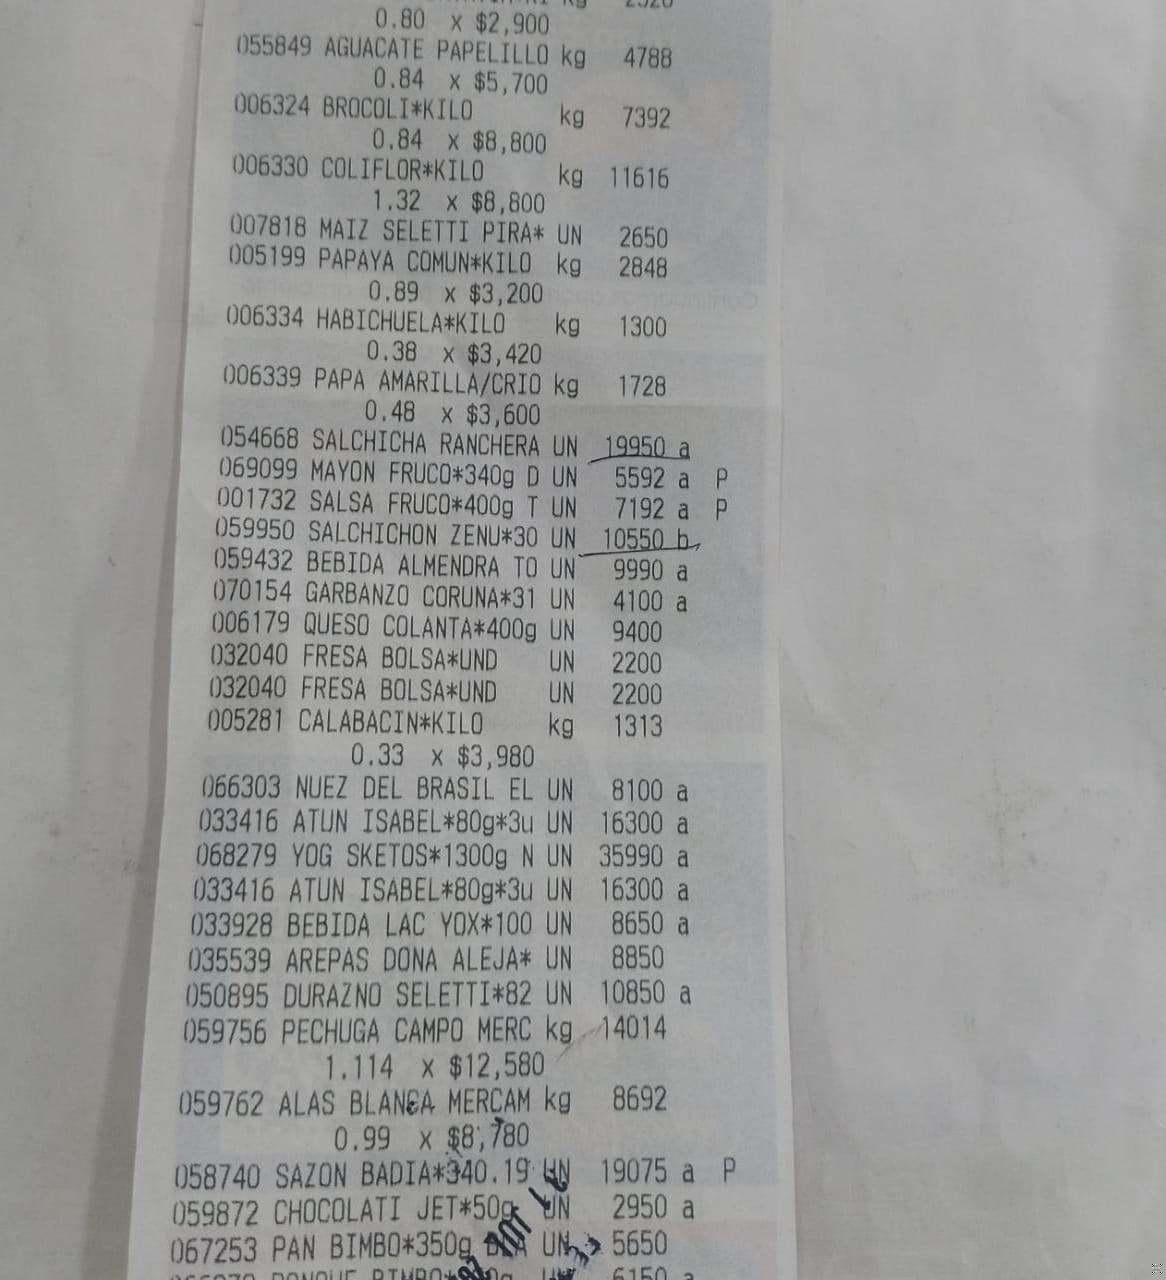 kg 2320
0.80 x $2,900
055849 AGUACATE PAPELILLO kg 4788
0.84 x $5,700
006324 BROCOLI*KILO kg 7392
0.84 x $8,800
006330 COLIFLOR*KILO kg 11616
1.32 x $8,800
007818 MAIZ SELETTI PIRA* UN 2650
005199 PAPAYA COMUN*KILO kg 2848
0.89 x $3,200
006334 HABICHUELA*KILO kg 1300
0.38 x $3,420
006339 PAPA AMARILLA/CRIO kg 1728
0.48 x $3,600
054668 SALCHICHA RANCHERA UN 19950 a
069099 MAYON FRUCO*340g D UN 5592 a P
001732 SALSA FRUCO*400g T UN 7192 a P
059950 SALCHICHON ZENU*30 UN 10550 b
059432 BEBIDA ALMENDRA TO UN 9990 a
070154 GARBANZO CORUNA*31 UN 4100 a
006179 QUESO COLANTA*400g UN 9400
032040 FRESA BOLSA*UND UN 2200
032040 FRESA BOLSA*UND UN 2200
005281 CALABACIN*KILO kg 1313
0.33 x $3,980
066303 NUEZ DEL BRASIL EL UN 8100 a
033416 ATUN ISABEL*80g*3u UN 16300 a
068279 YOG SKETOS*1300g N UN 35990 a
033416 ATUN ISABEL*80g*3u UN 16300 a
033928 BEBIDA LAC YOX*100 UN 8650 a
035539 AREPAS DONA ALEJA* UN 8850
050895 DURAZNO SELETTI*82 UN 10850 a
059756 PECHUGA CAMPO MERC kg 14014
1.114 x $12,580
059762 ALAS BLANCA MERCAM kg 8692
0.99 x $8,780
058740 SAZON BADIA*340.19 UN 19075 a P
059872 CHOCOLATI JET*50g UN 2950 a
067253 PAN BIMBO*350g UN 5650
PONQUE BIMBO* 6150 a